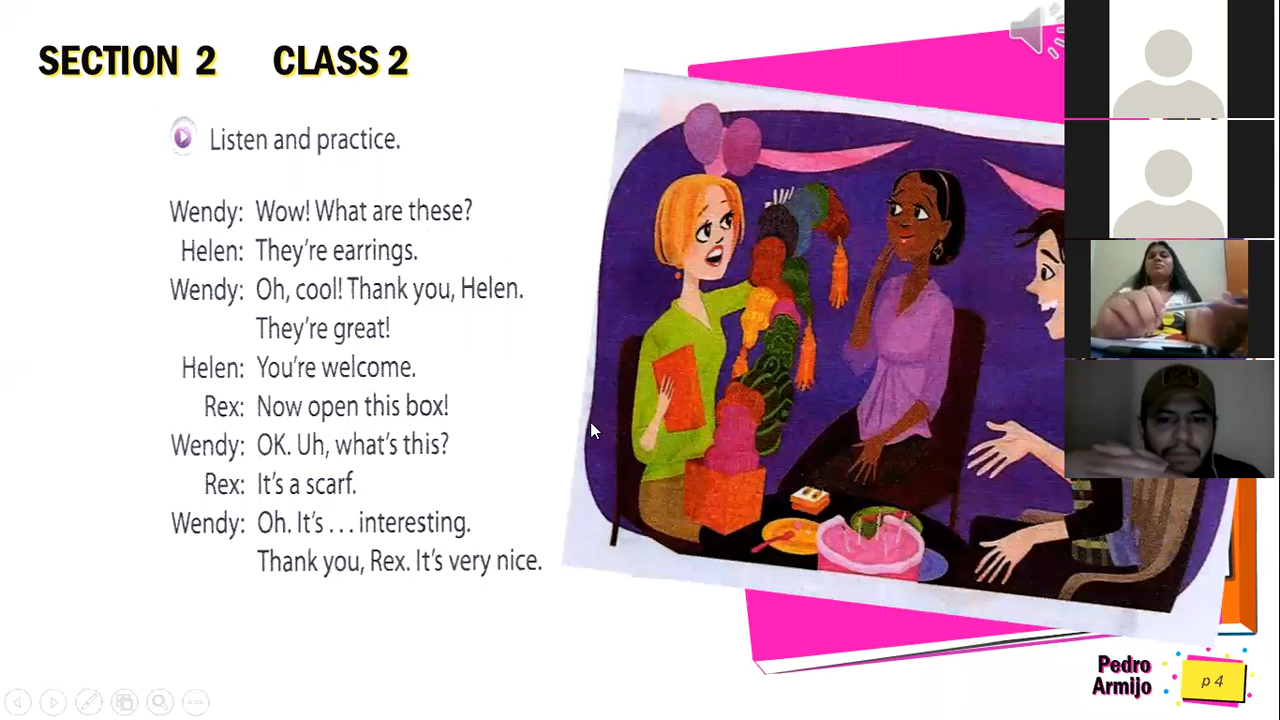 SECTION 2 CLASS 2
Listen and practice.
Wendy: Wow! What are these?
Helen: They're earrings.
Wendy: Oh, cool! Thank you, Helen.
They're great!
Helen: You're welcome.
Rex: Now open this box!
Wendy: OK. Uh, what's this?
Rex: It's a scarf.
Wendy: Oh. It's . . . interesting.
Thank you, Rex. It's very nice.
Pedro
Armijo
p 4